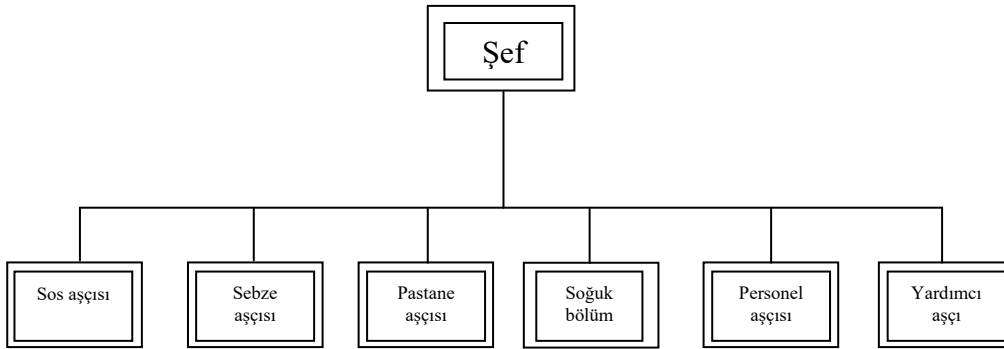 Şef
Sos aşçısı
Sebze
aşçısı
Pastane
aşçısı
Soğuk
bölüm
Personel
aşçısı
Yardımcı
aşçı